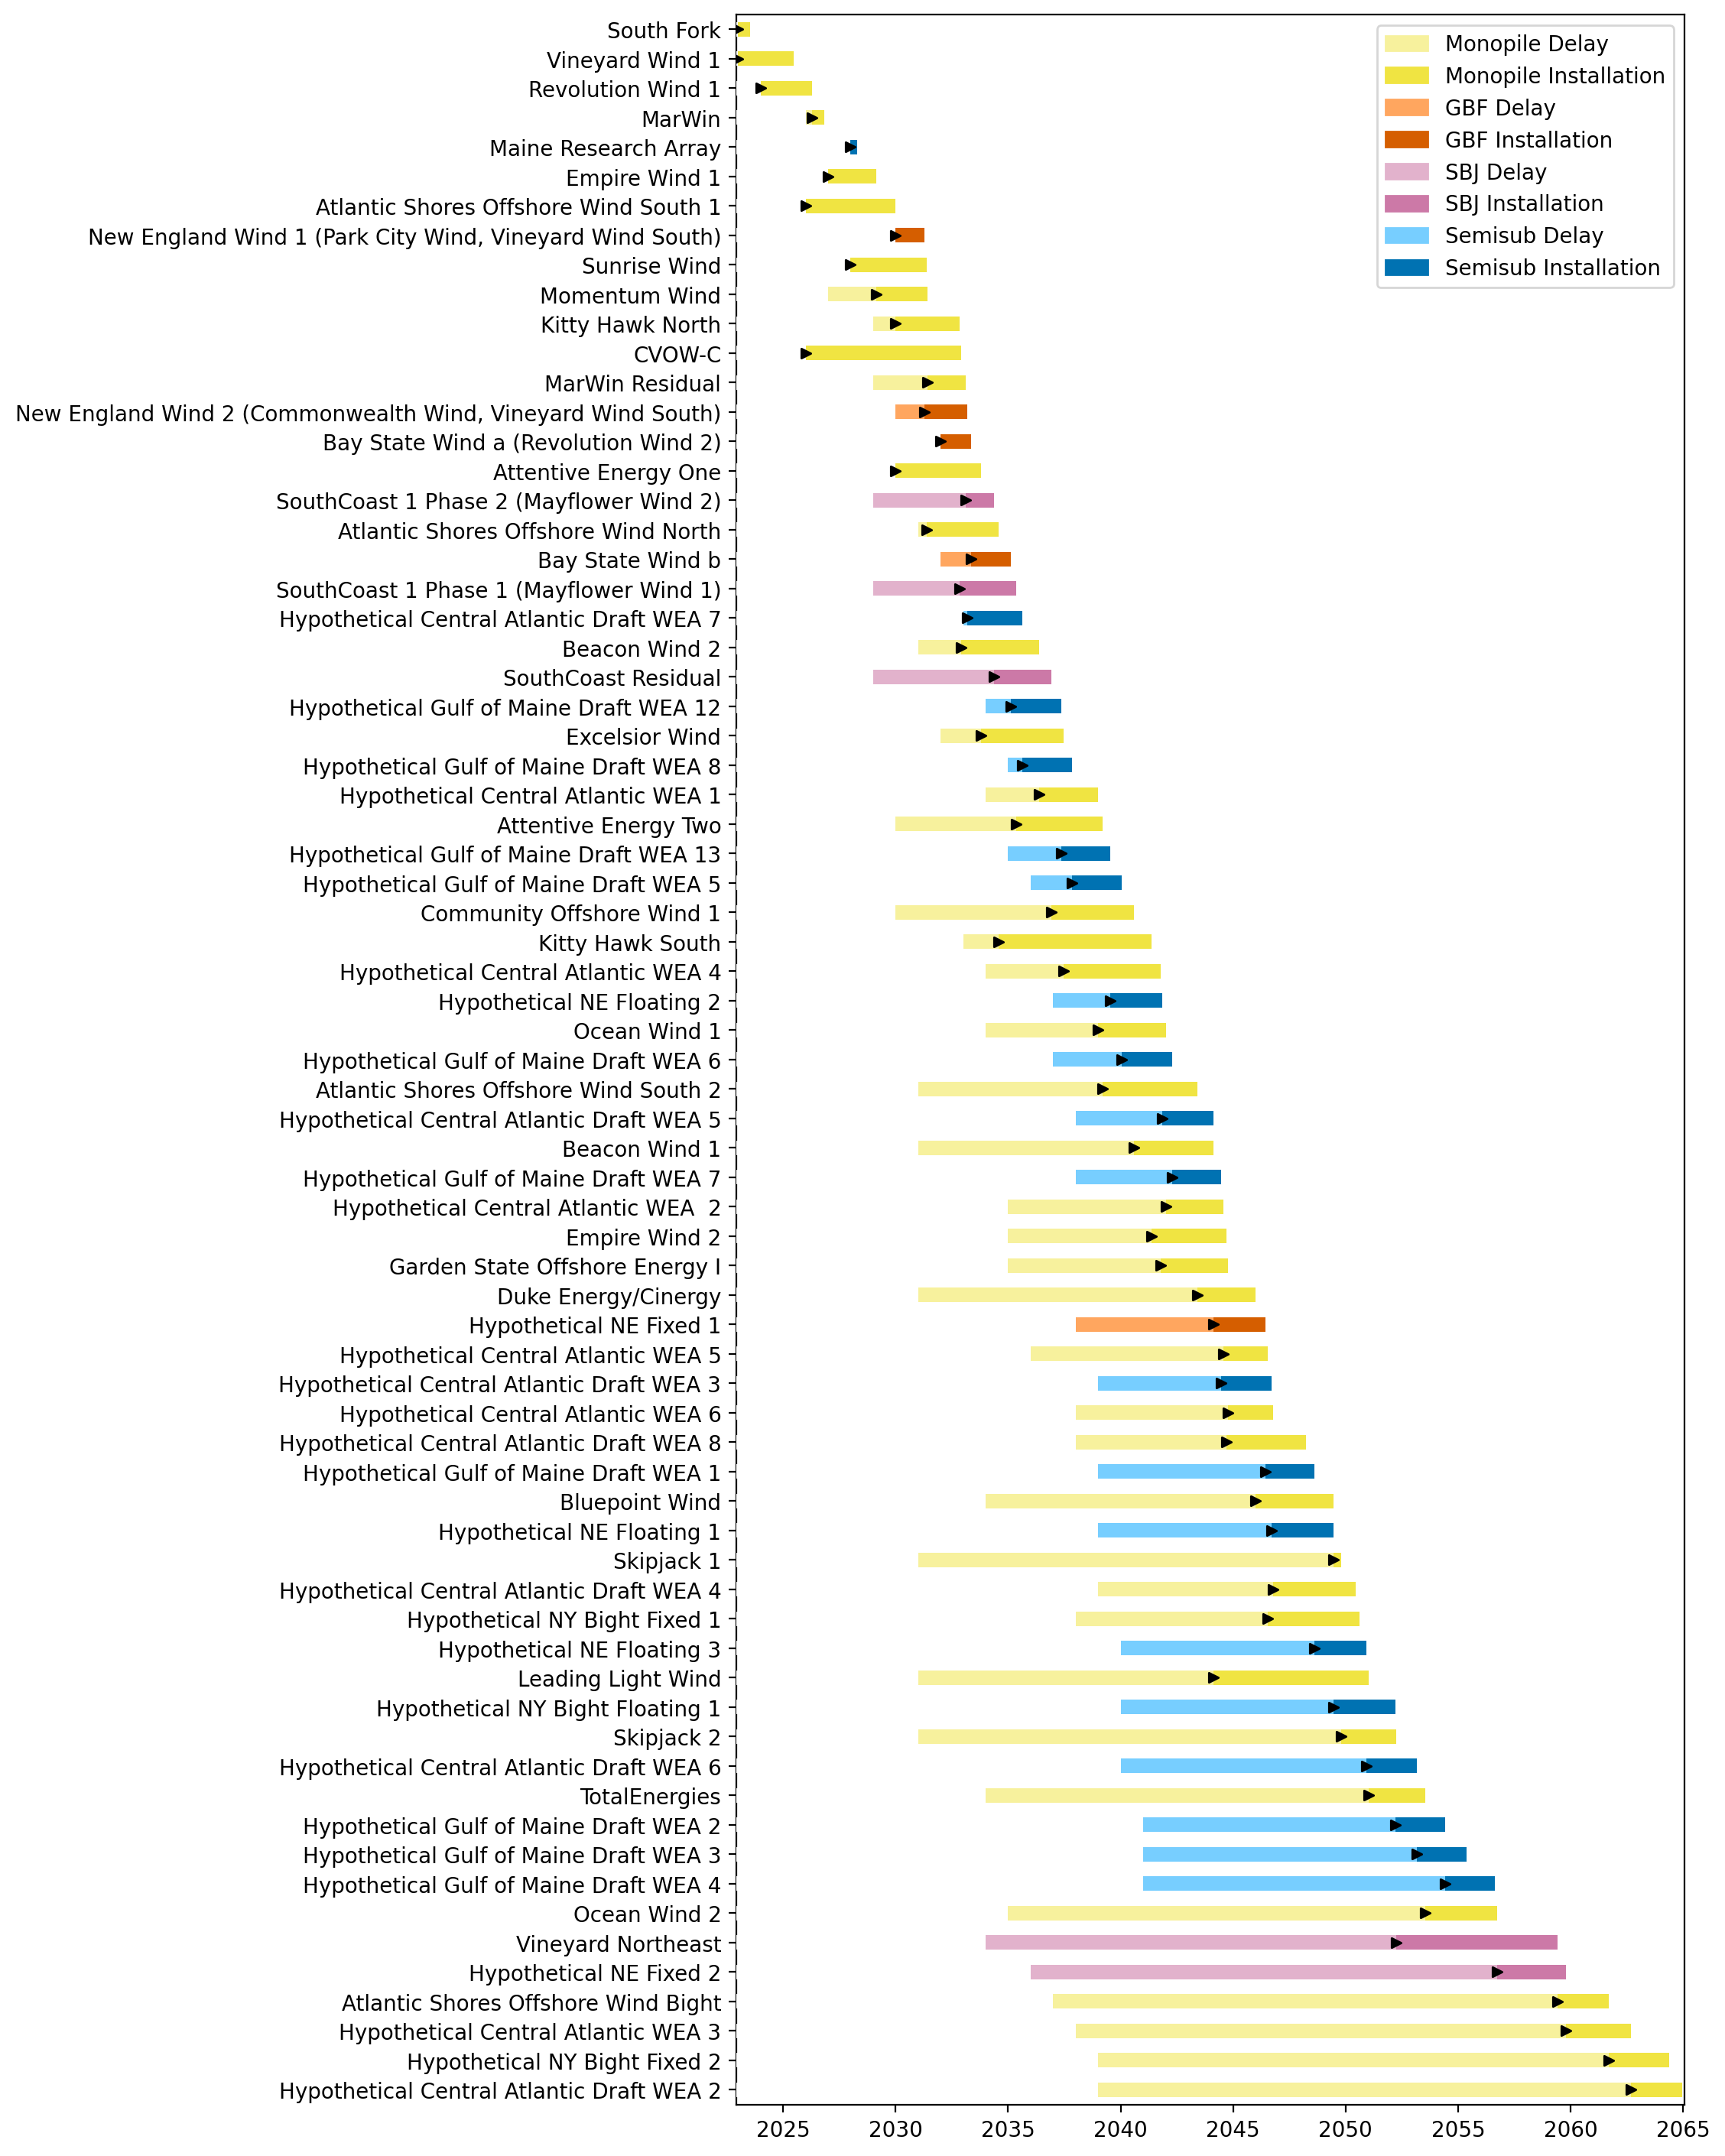 South Fork
Vineyard Wind 1
Revolution Wind 1
MarWin
Maine Research Array
Empire Wind 1
Atlantic Shores Offshore Wind South 1
New England Wind 1 (Park City Wind, Vineyard Wind South)
Sunrise Wind
Momentum Wind
Kitty Hawk North
CVOW-C
MarWin Residual
New England Wind 2 (Commonwealth Wind, Vineyard Wind South)
Bay State Wind a (Revolution Wind 2)
Attentive Energy One
SouthCoast 1 Phase 2 (Mayflower Wind 2)
Atlantic Shores Offshore Wind North
Bay State Wind b
SouthCoast 1 Phase 1 (Mayflower Wind 1)
Hypothetical Central Atlantic Draft WEA 7
Beacon Wind 2
SouthCoast Residual
Hypothetical Gulf of Maine Draft WEA 12
Excelsior Wind
Hypothetical Gulf of Maine Draft WEA 8
Hypothetical Central Atlantic WEA 1
Attentive Energy Two
Hypothetical Gulf of Maine Draft WEA 13
Hypothetical Gulf of Maine Draft WEA 5
Community Offshore Wind 1
Kitty Hawk South
Hypothetical Central Atlantic WEA 4
Hypothetical NE Floating 2
Ocean Wind 1
Hypothetical Gulf of Maine Draft WEA 6
Atlantic Shores Offshore Wind South 2
Hypothetical Central Atlantic Draft WEA 5
Beacon Wind 1
Hypothetical Gulf of Maine Draft WEA 7
Hypothetical Central Atlantic WEA  2
Empire Wind 2
Garden State Offshore Energy I
Duke Energy/Cinergy
Hypothetical NE Fixed 1
Hypothetical Central Atlantic WEA 5
Hypothetical Central Atlantic Draft WEA 3
Hypothetical Central Atlantic WEA 6
Hypothetical Central Atlantic Draft WEA 8
Hypothetical Gulf of Maine Draft WEA 1
Bluepoint Wind
Hypothetical NE Floating 1
Skipjack 1
Hypothetical Central Atlantic Draft WEA 4
Hypothetical NY Bight Fixed 1
Hypothetical NE Floating 3
Leading Light Wind
Hypothetical NY Bight Floating 1
Skipjack 2
Hypothetical Central Atlantic Draft WEA 6
TotalEnergies
Hypothetical Gulf of Maine Draft WEA 2
Hypothetical Gulf of Maine Draft WEA 3
Hypothetical Gulf of Maine Draft WEA 4
Ocean Wind 2
Vineyard Northeast
Hypothetical NE Fixed 2
Atlantic Shores Offshore Wind Bight
Hypothetical Central Atlantic WEA 3
Hypothetical NY Bight Fixed 2
Hypothetical Central Atlantic Draft WEA 2
Monopile Delay
Monopile Installation
GBF Delay
GBF Installation
SBJ Delay
SBJ Installation
Semisub Delay
Semisub Installation
2025 2030 2035 2040 2045 2050 2055 2060 2065